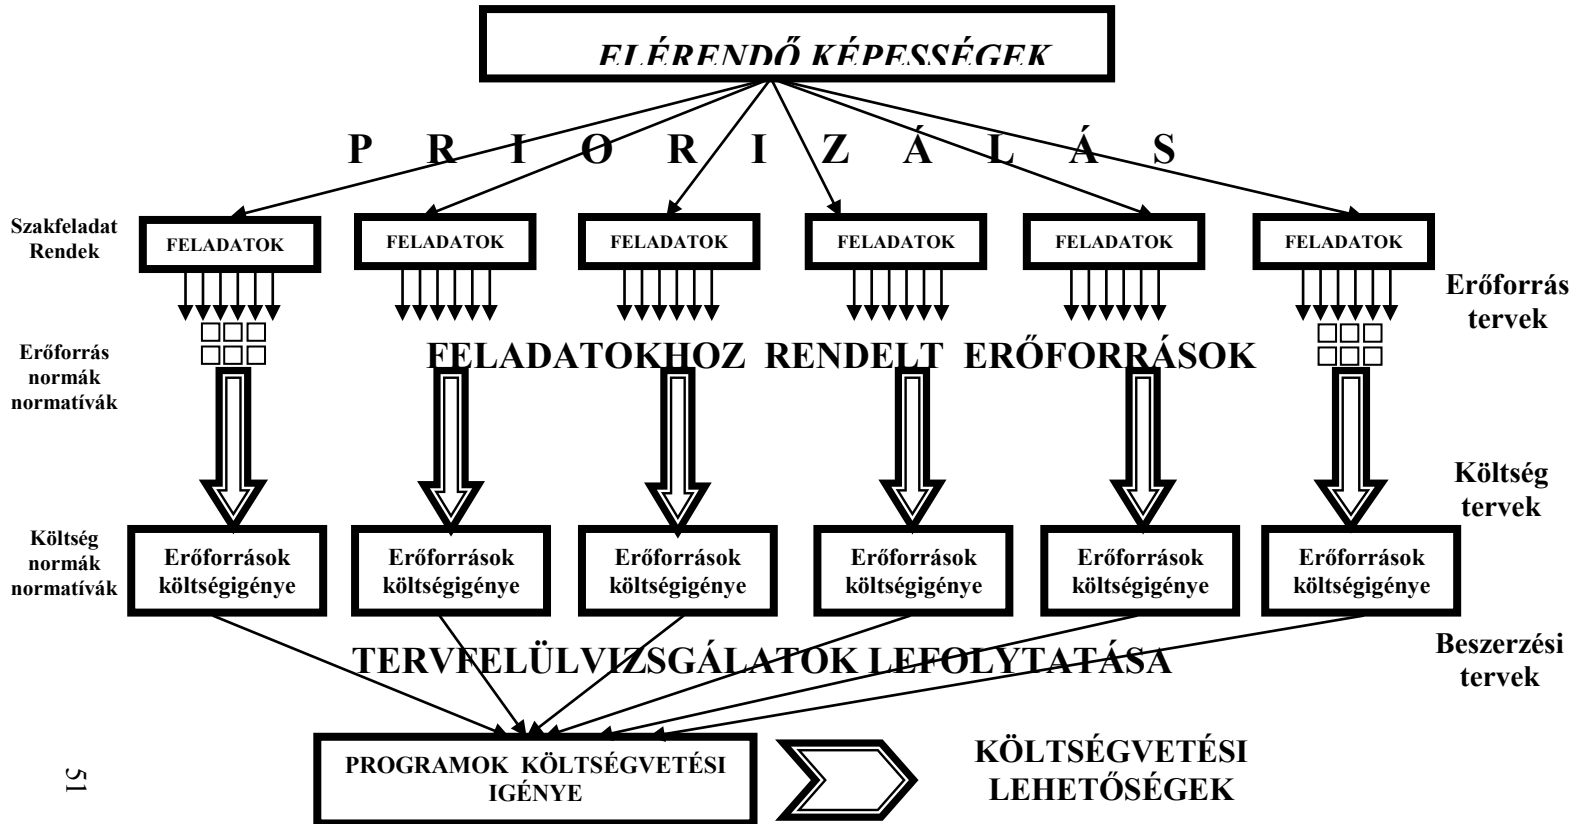 ELÉRENDŐ KÉPESSÉGEK
P R I O R I Z Á L Á S
Szakfeladat
Rendek
FELADATOK
FELADATOK
FELADATOK
FELADATOK
FELADATOK
FELADATOK
Erőforrás
tervek
Erőforrás
normák
normatívák
FELADATOKHOZ RENDELT ERŐFORRÁSOK
Költség
tervek
Költség
normák
normatívák
Erőforrások
költségigénye
Erőforrások
költségigénye
Erőforrások
költségigénye
Erőforrások
költségigénye
Erőforrások
költségigénye
Erőforrások
költségigénye
TERVFELÜLVIZSGÁLATOK LEFOLYTATÁSA
Beszerzési
tervek
PROGRAMOK KÖLTSÉGVETÉSI
IGÉNYE
KÖLTSÉGVETÉSI
LEHETŐSÉGEK
51